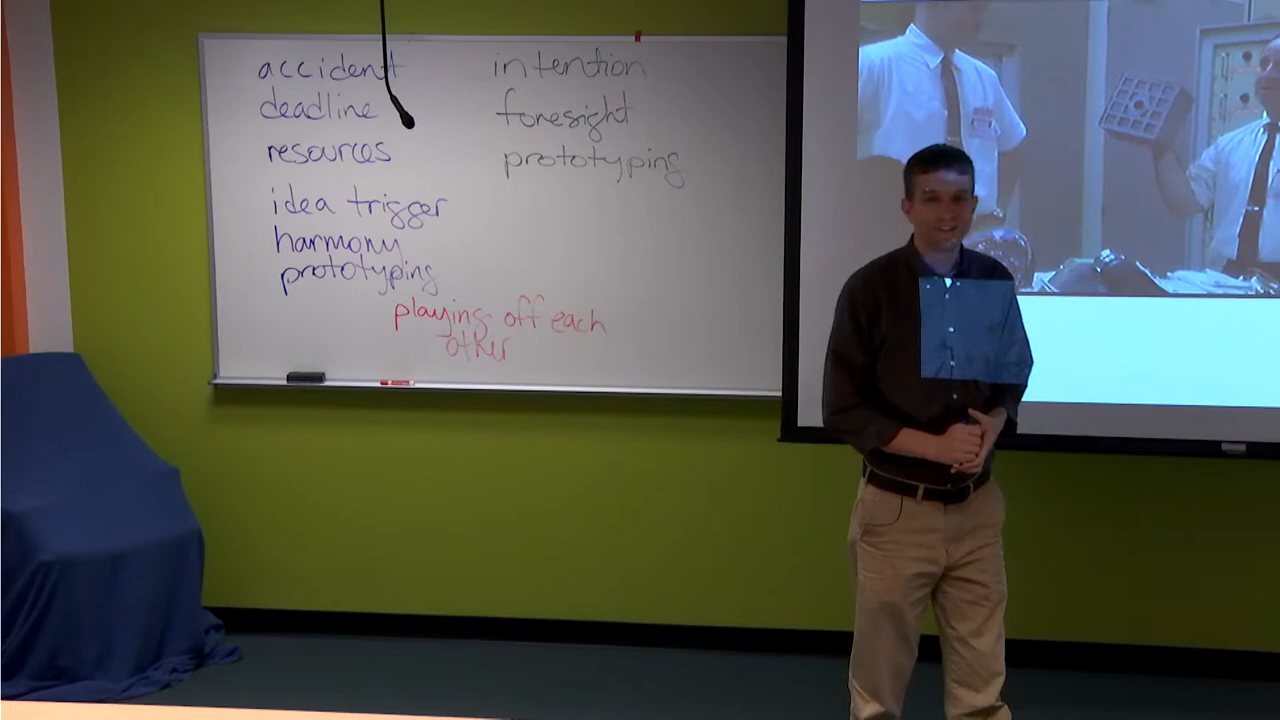 accident
deadline
resources
idea trigger
harmony
prototyping
intention
foresight
prototyping
playing off each
other